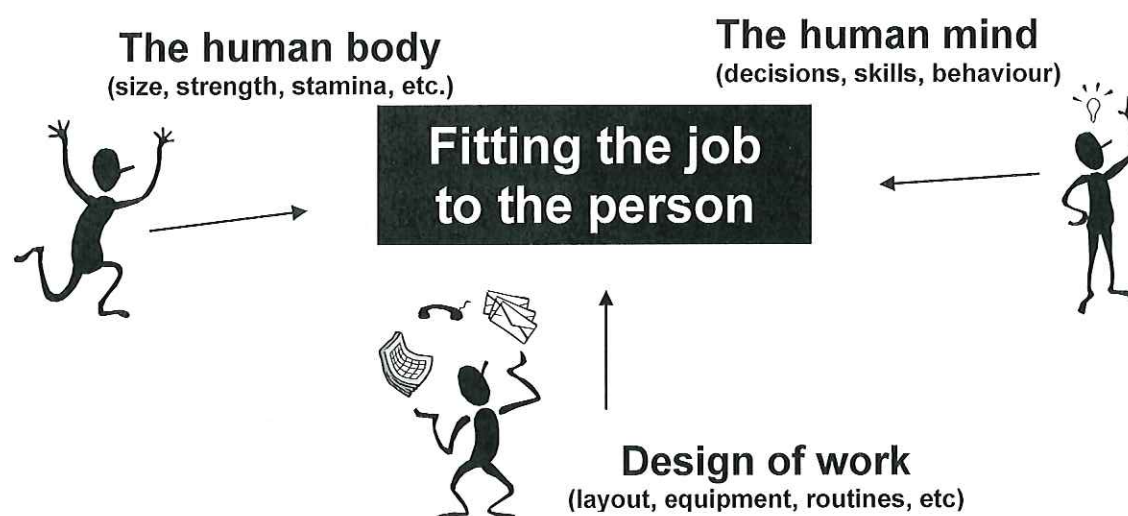 The human body
(size, strength, stamina, etc.)
The human mind
(decisions, skills, behaviour)
Fitting the job
to the person
Design of work
(layout, equipment, routines, etc)